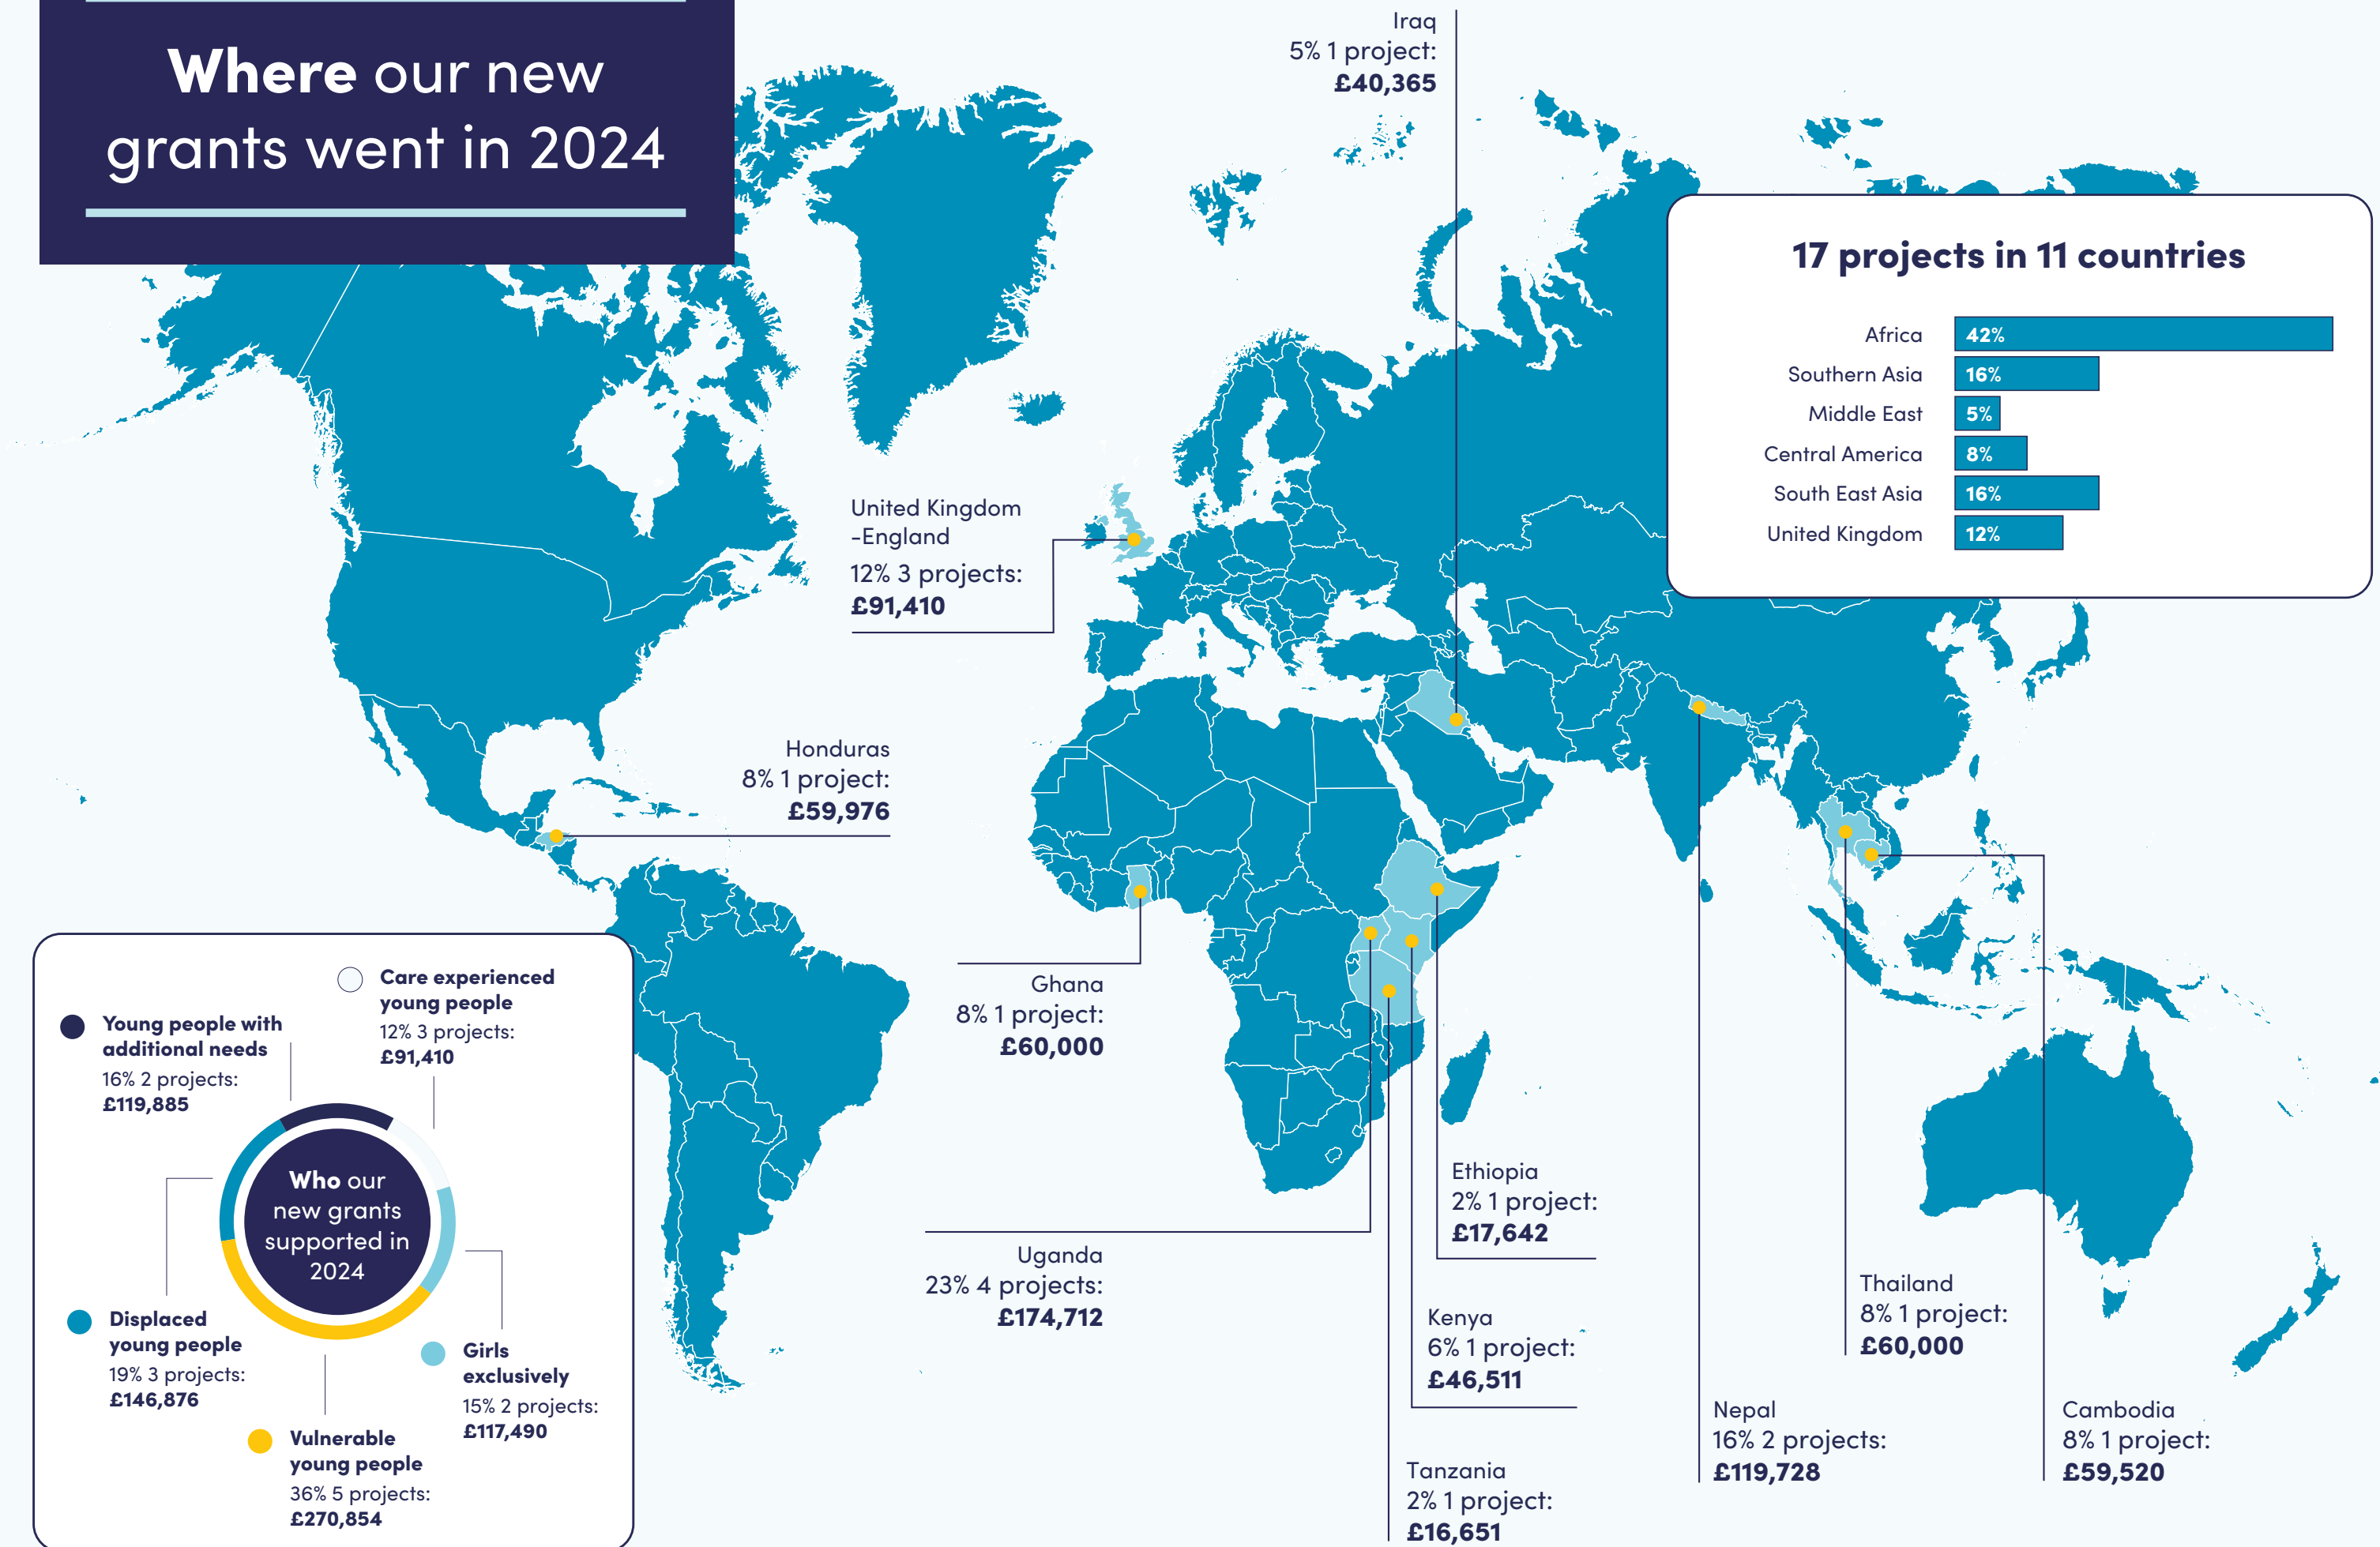 Where our new
grants went in 2024
Iraq
5% 1 project:
£40,365
17 projects in 11 countries
Africa 42%
Southern Asia 16%
Middle East 5%
Central America 8%
South East Asia 16%
United Kingdom 12%
United Kingdom
-England
12% 3 projects:
£91,410
Honduras
8% 1 project:
£59,976
Ghana
8% 1 project:
£60,000
Uganda
23% 4 projects:
£174,712
Ethiopia
2% 1 project:
£17,642
Kenya
6% 1 project:
£46,511
Tanzania
2% 1 project:
£16,651
Nepal
16% 2 projects:
£119,728
Thailand
8% 1 project:
£60,000
Cambodia
8% 1 project:
£59,520
Care experienced
young people
12% 3 projects:
£91,410
Young people with
additional needs
16% 2 projects:
£119,885
Who our
new grants
supported in
2024
Displaced
young people
19% 3 projects:
£146,876
Girls
exclusively
15% 2 projects:
£117,490
Vulnerable
young people
36% 5 projects:
£270,854